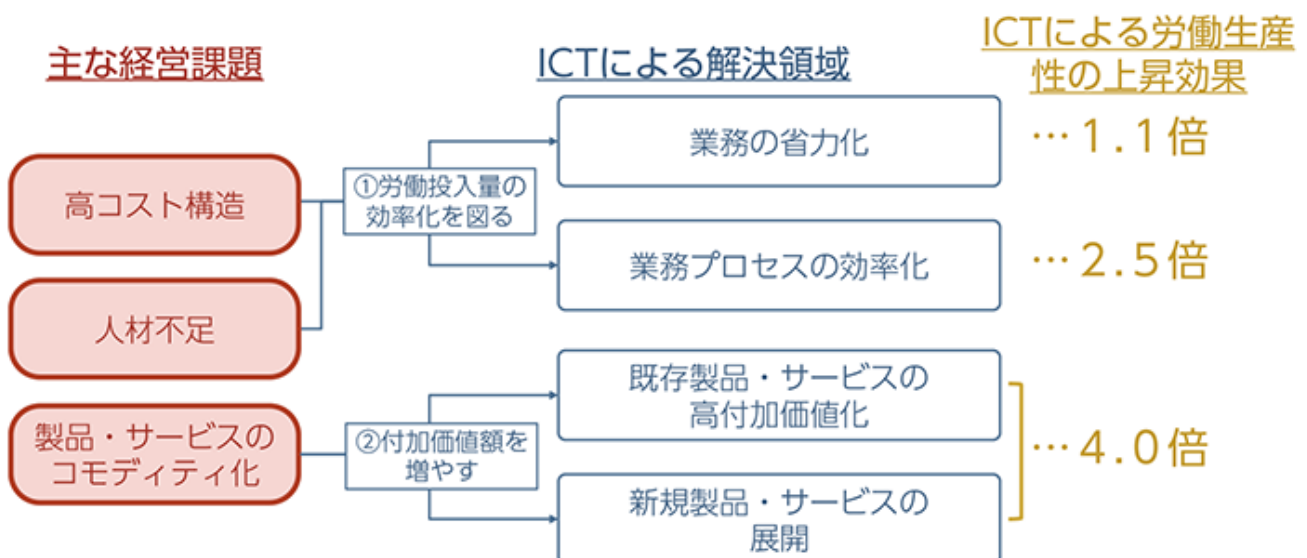 主な経営課題
ICTによる解決領域
ICTによる労働生産
性の上昇効果
高コスト構造
人材不足
製品・サービスの
コモディティ化
①労働投入量の
効率化を図る
②付加価値額を
増やす
業務の省力化
…1.1倍
業務プロセスの効率化
…2.5倍
既存製品・サービスの
高付加価値化
新規製品・サービスの
展開
…4.0倍